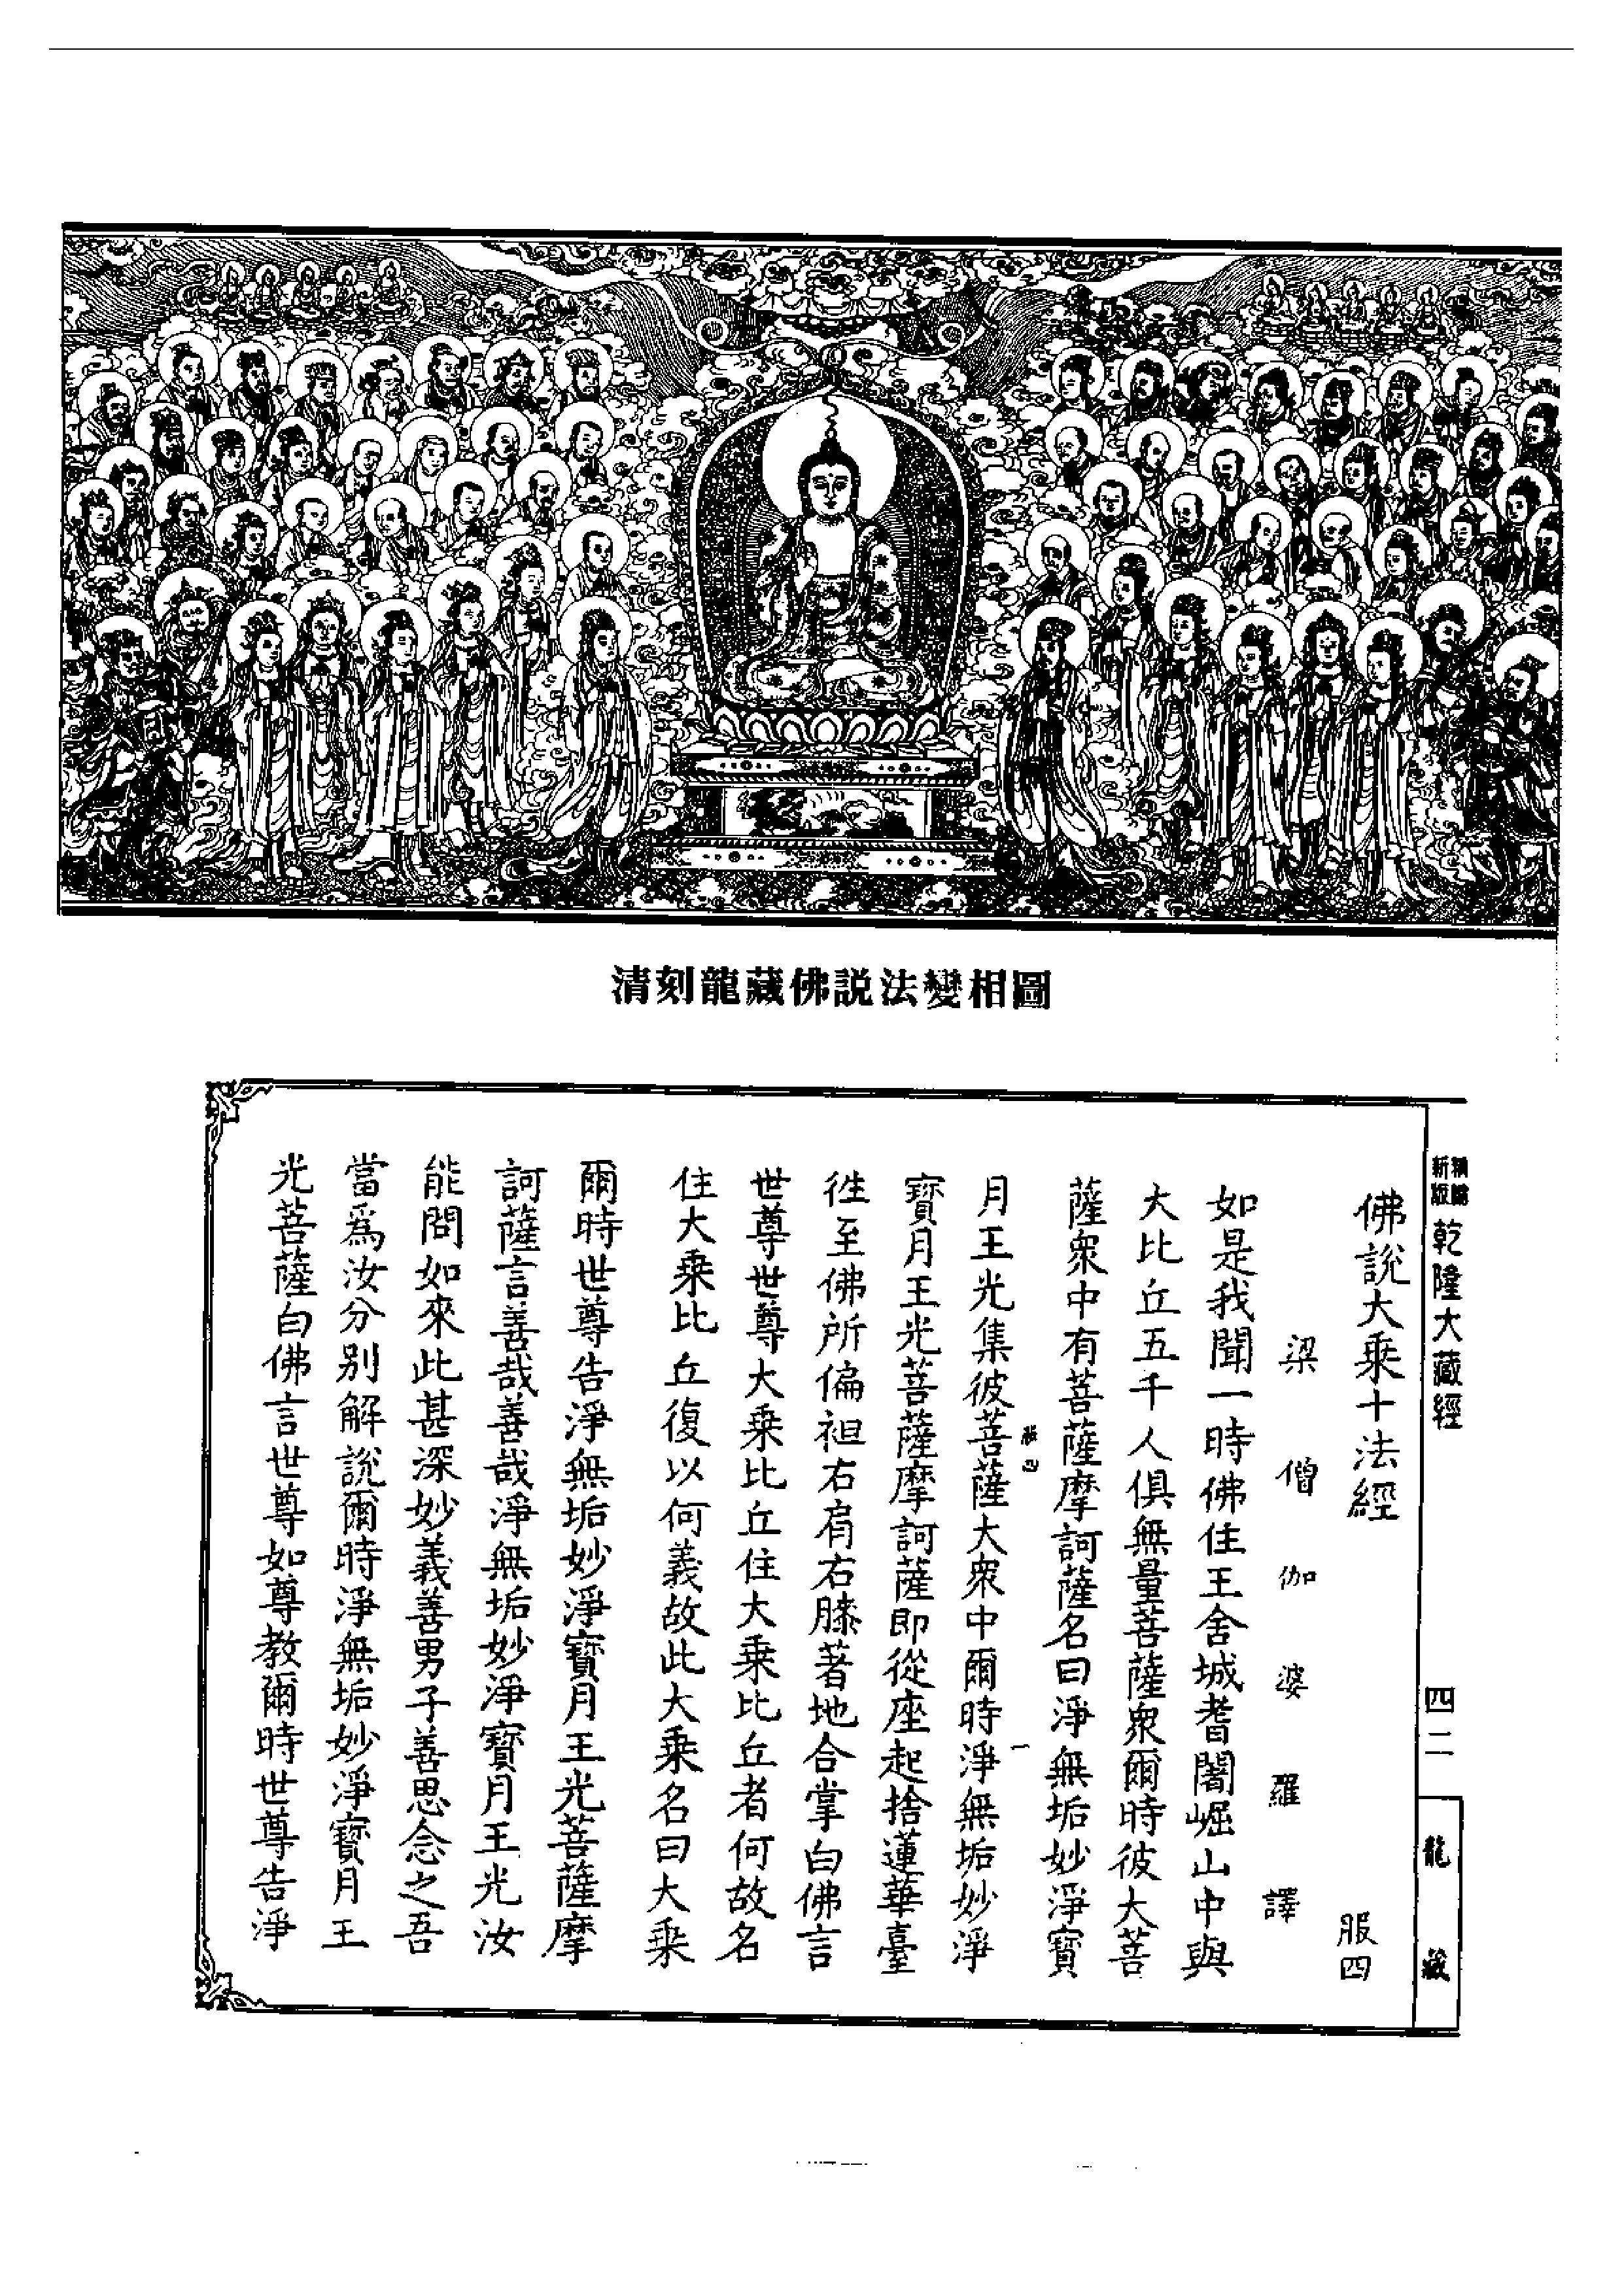 清刻龍藏佛説法變相圖
新版
乾隆大藏經
四二
龍藏
佛說大乘十法經
服四
梁僧伽婆羅譯
如是我聞一時佛住王舍城耆闍崛山中與
大比丘五千人俱無量菩薩衆爾時彼大菩
薩衆中有菩薩摩訶薩名曰淨無垢妙淨寶
一
月王光集彼菩薩大衆中爾時淨無垢妙淨
寶月王光菩薩摩訶薩即從座起捨蓮華臺
徃至佛所偏袒右肩右膝著地合掌白佛言
世尊世尊大乘比丘住大乘比丘者何故名
住大乘比丘復以何義故此大乘名曰大乘
爾時世尊告淨無垢妙淨寶月王光菩薩摩
訶薩言善哉善哉淨無垢妙淨寶月王光汝
能問如來此甚深妙義善男子善思念之吾
當爲汝分別解說爾時淨無垢妙淨寶月王
光菩薩白佛言世尊如尊教爾時世尊告淨